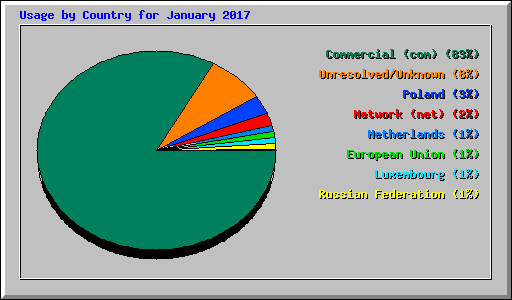 Usage by Country for January 2017
Commercial (com) (83%)
Unresolved/Unknown (8%)
Poland (3%)
Network (net) (2%)
Netherlands (1%)
European Union (1%)
Luxembourg (1%)
Russian Federation (1%)